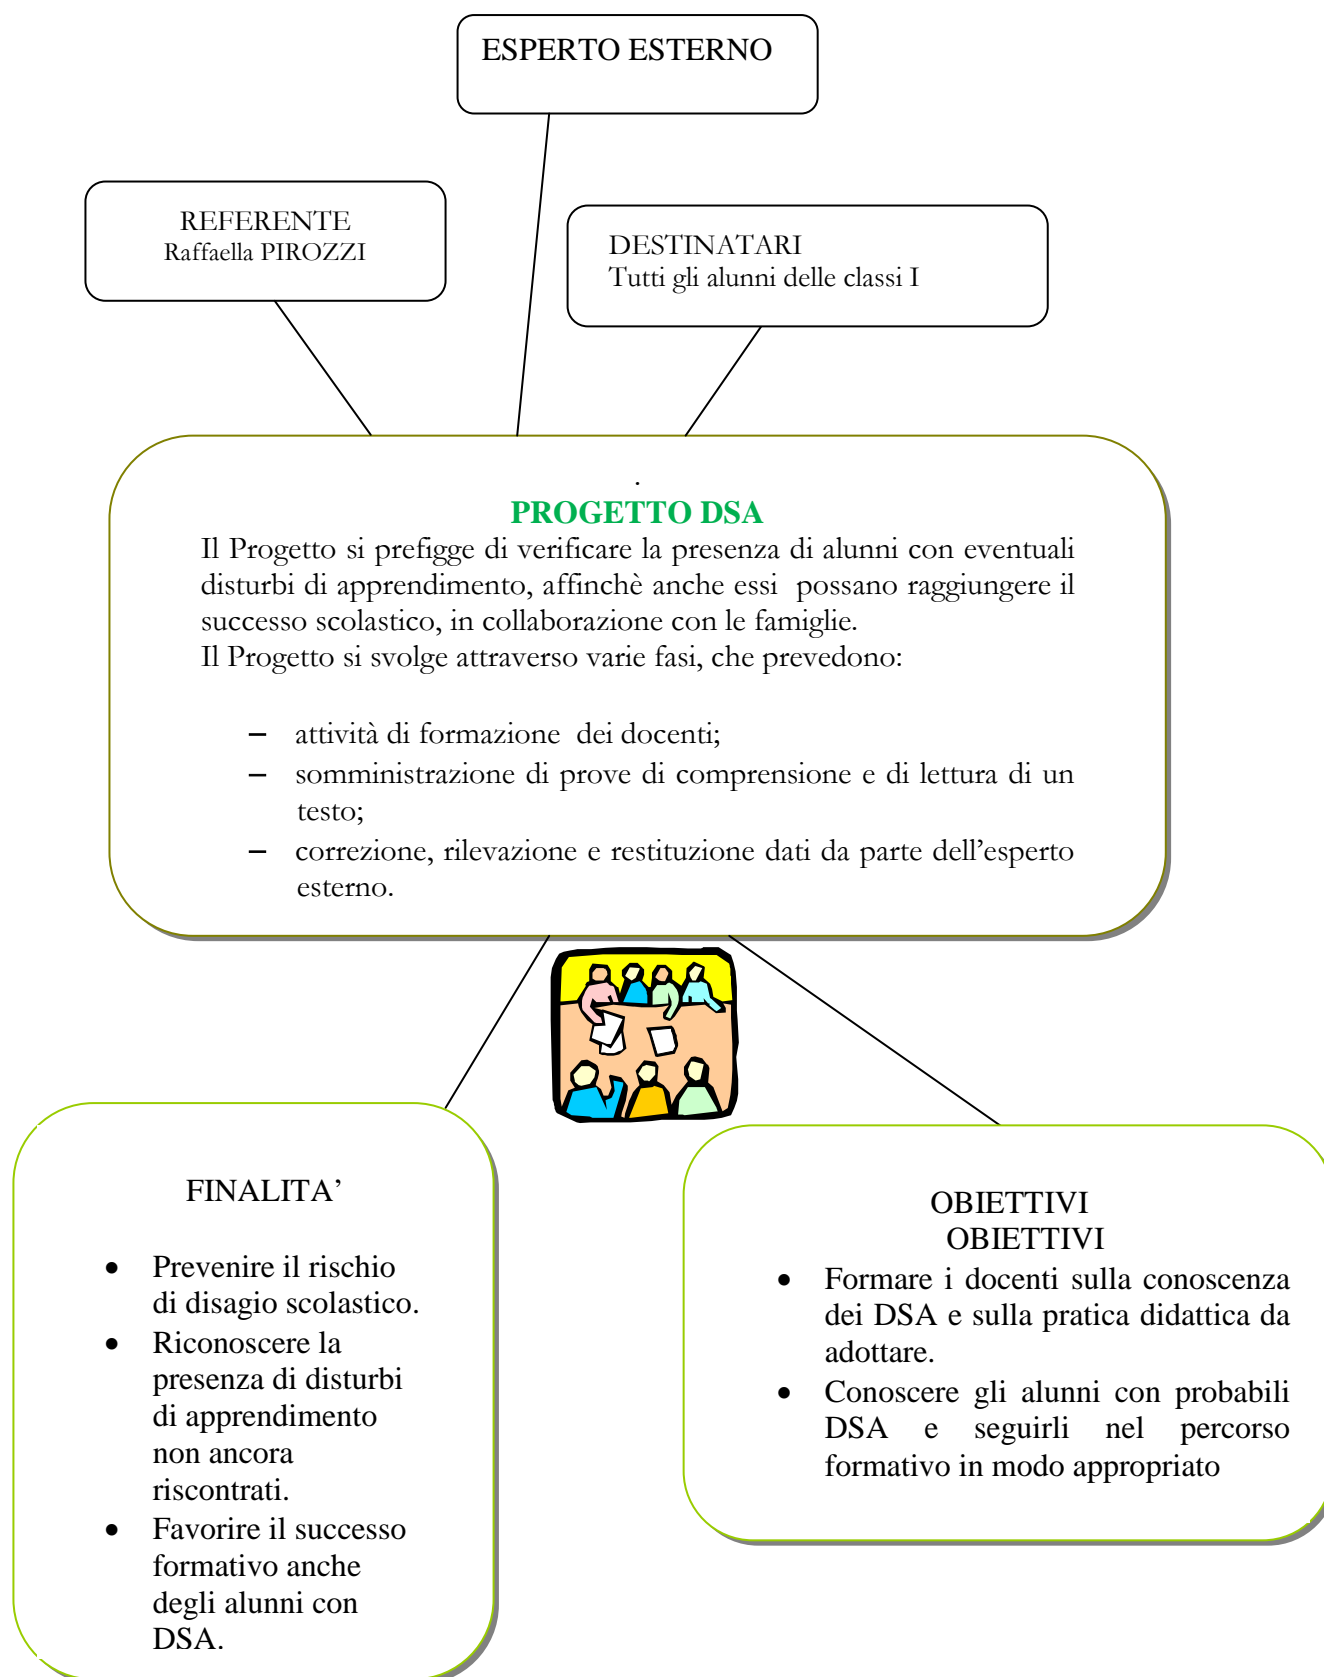 ESPERTO ESTERNO
REFERENTE
Raffaella PIROZZI
DESTINATARI
Tutti gli alunni delle classi I
.
PROGETTO DSA
Il Progetto si prefigge di verificare la presenza di alunni con eventuali
disturbi di apprendimento, affinchè anche essi possano raggiungere il
successo scolastico, in collaborazione con le famiglie.
Il Progetto si svolge attraverso varie fasi, che prevedono:
– attività di formazione dei docenti;
– somministrazione di prove di comprensione e di lettura di un
testo;
– correzione, rilevazione e restituzione dati da parte dell’esperto
esterno.
FINALITA’
• Prevenire il rischio
di disagio scolastico.
• Riconoscere la
presenza di disturbi
di apprendimento
non ancora
riscontrati.
• Favorire il successo
formativo anche
degli alunni con
DSA.
OBIETTIVI
OBIETTIVI
• Formare i docenti sulla conoscenza
dei DSA e sulla pratica didattica da
adottare.
• Conoscere gli alunni con probabili
DSA e seguirli nel percorso
formativo in modo appropriato